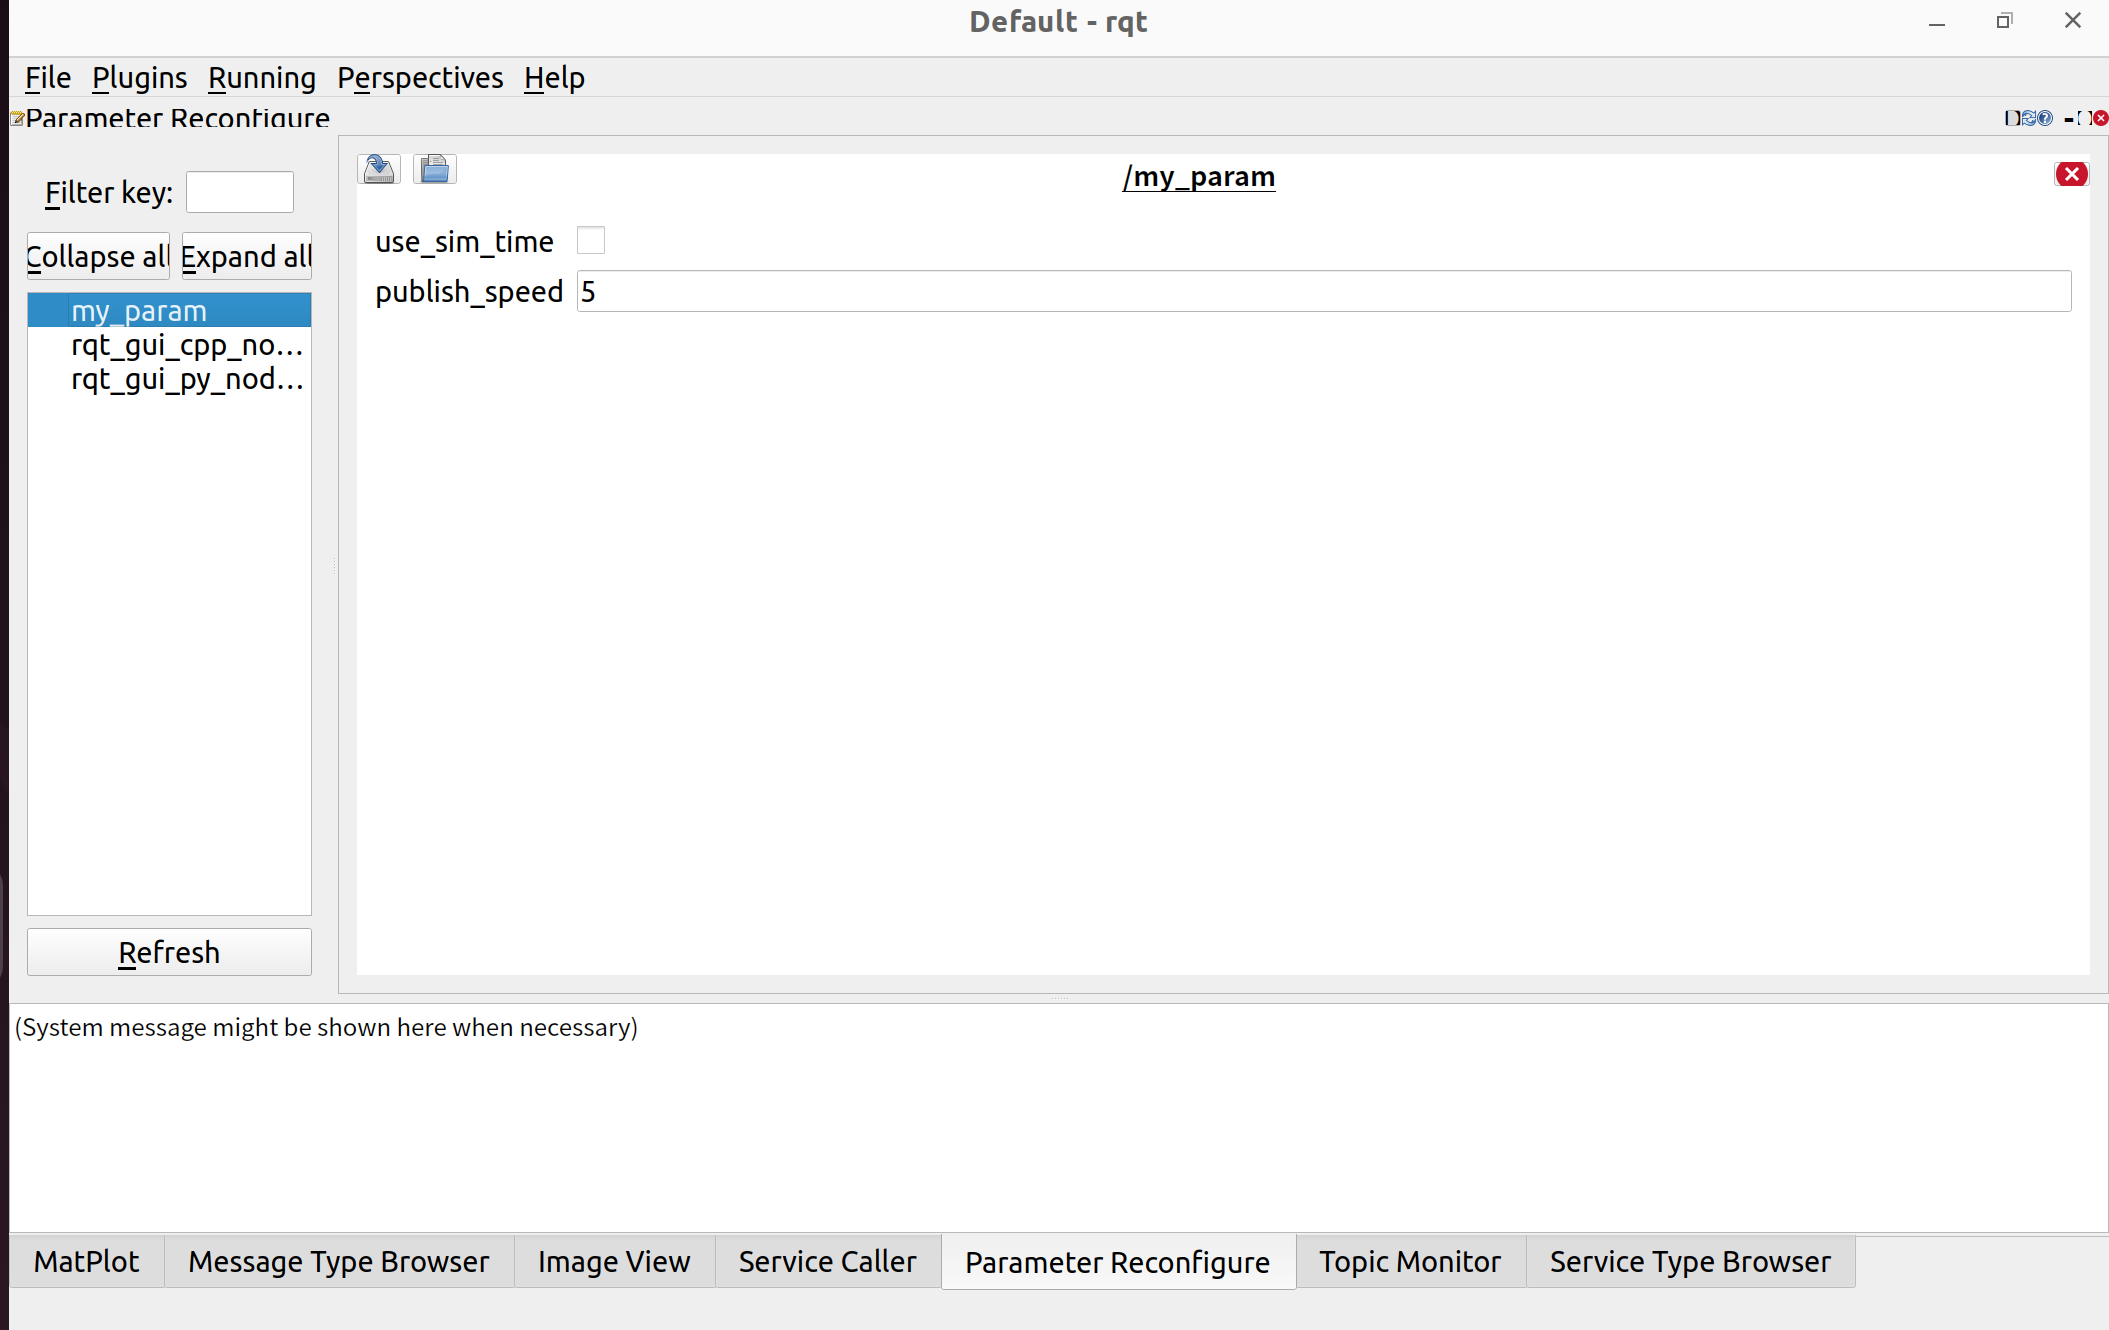 Default - rqt
File Plugins Running Perspectives Help
Parameter Reconfigure
Filter key:
Collapse all Expand all
my_param
rqt_gui_cpp_no...
rqt_gui_py_nod...
Refresh
/my_param
use_sim_time
publish_speed 5
(System message might be shown here when necessary)
MatPlot Message Type Browser Image View Service Caller Parameter Reconfigure Topic Monitor Service Type Browser